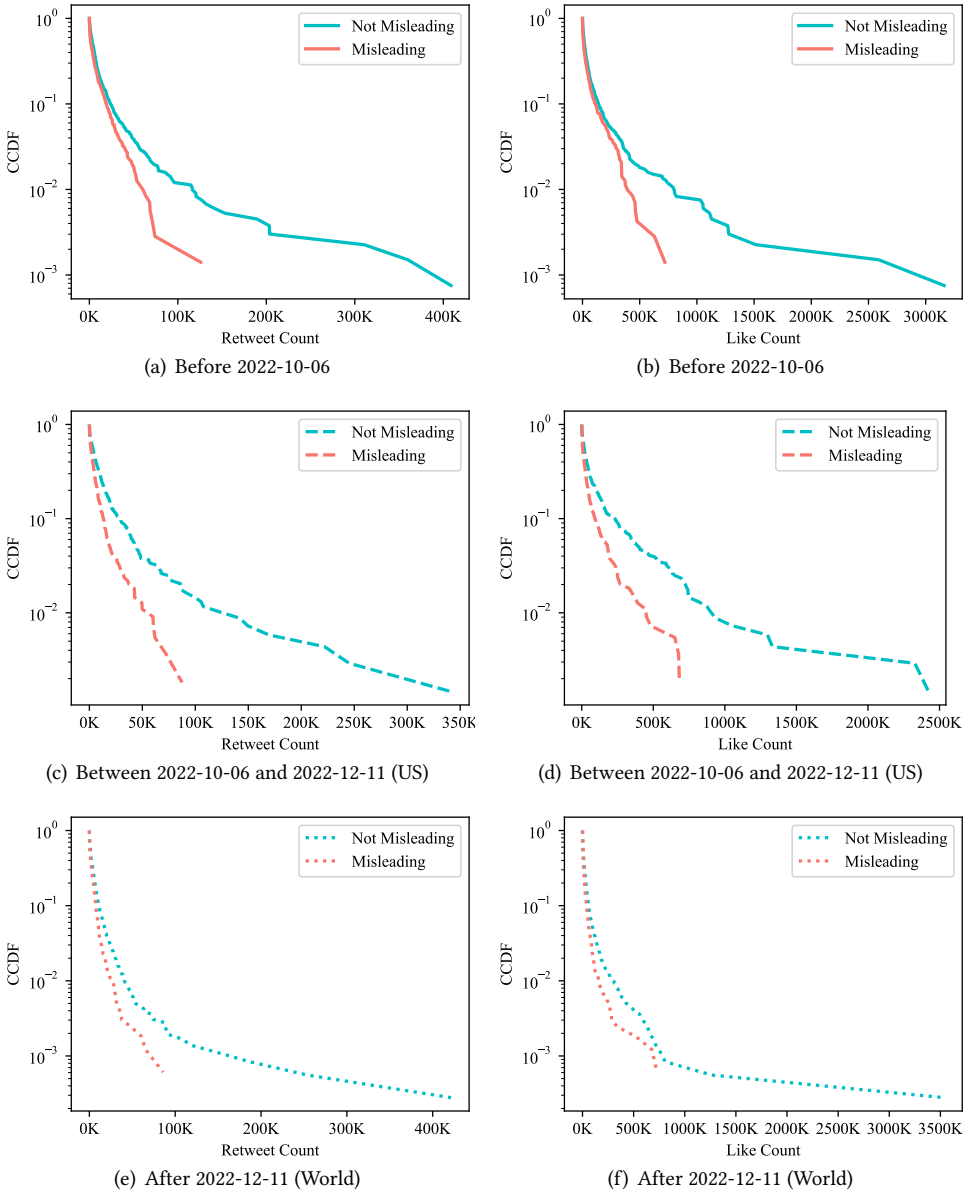 Not Misleading
Misleading
10^0
10^-1
10^-2
10^-3
CCDF
0K 100K 200K 300K 400K
Retweet Count
(a) Before 2022-10-06
Not Misleading
Misleading
10^0
10^-1
10^-2
10^-3
CCDF
0K 500K 1000K 1500K 2000K 2500K 3000K
Like Count
(b) Before 2022-10-06
Not Misleading
Misleading
10^0
10^-1
10^-2
CCDF
0K 50K 100K 150K 200K 250K 300K 350K
Retweet Count
(c) Between 2022-10-06 and 2022-12-11 (US)
Not Misleading
Misleading
10^0
10^-1
10^-2
CCDF
0K 500K 1000K 1500K 2000K 2500K
Like Count
(d) Between 2022-10-06 and 2022-12-11 (US)
Not Misleading
Misleading
10^0
10^-1
10^-2
10^-3
CCDF
0K 100K 200K 300K 400K
Retweet Count
(e) After 2022-12-11 (World)
Not Misleading
Misleading
10^0
10^-1
10^-2
10^-3
CCDF
0K 500K 1000K 1500K 2000K 2500K 3000K 3500K
Like Count
(f) After 2022-12-11 (World)